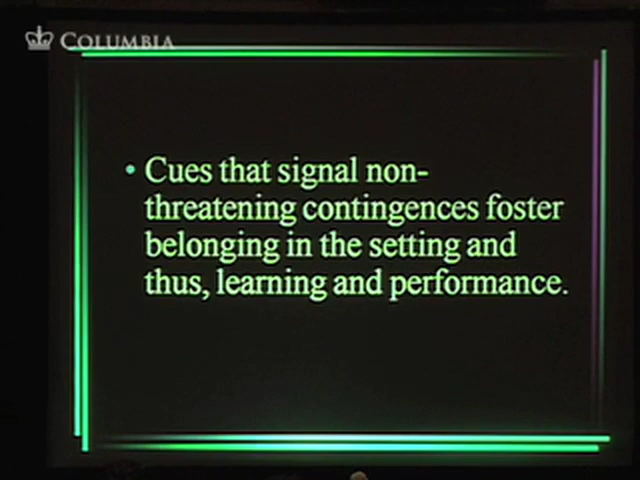 COLUMBIA
• Cues that signal non-
threatening contingences foster
belonging in the setting and
thus, learning and performance.